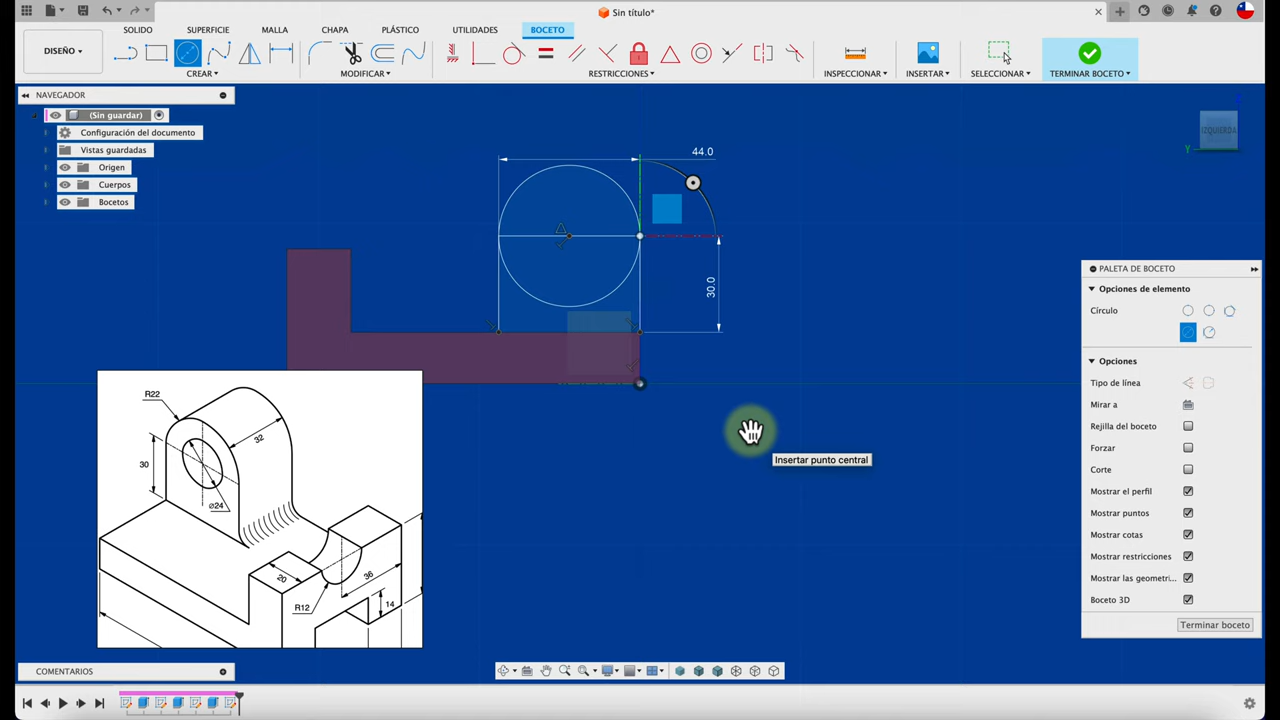 Sin título*
SOLIDO
SUPERFICIE
MALLA
CHAPA
PLÁSTICO
UTILIDADES
BOCETO
DISEÑO
CREAR
MODIFICAR
RESTRICCIONES
INSPECCIONAR
INSERTAR
SELECCIONAR
TERMINAR BOCETO
NAVEGADOR
(Sin guardar)
Configuración del documento
Vistas guardadas
Origen
Cuerpos
Bocetos
IZQUIERDA
Z
Y
44.0
30.0
Insertar punto central
R22
32
30
⌀24
20
36
R12
14
PALETA DE BOCETO
Opciones de elemento
Círculo
Opciones
Tipo de línea
Mirar a
Rejilla del boceto
Forzar
Corte
Mostrar el perfil
Mostrar puntos
Mostrar cotas
Mostrar restricciones
Mostrar las geometri...
Boceto 3D
Terminar boceto
COMENTARIOS